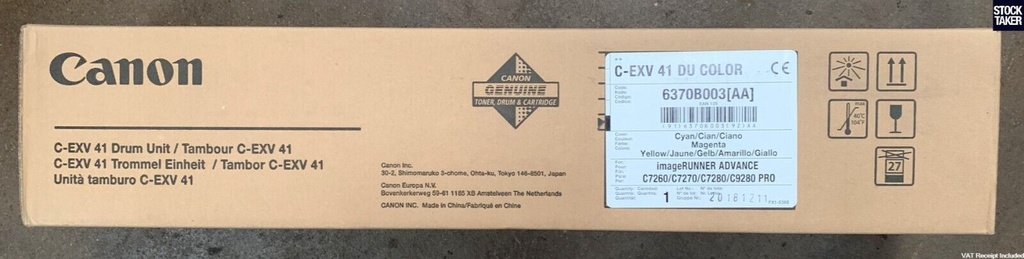 STOCK
TAKER
Canon
C-EXV 41 Drum Unit / Tambour C-EXV 41
C-EXV 41 Trommel Einheit / Tambor C-EXV 41
Unità tamburo C-EXV 41
CANON
GENUINE
TONER, DRUM & CARTRIDGE
Canon Inc.
30-2, Shimomaruko 3-chome, Ohta-ku, Tokyo 146-8501, Japan
Canon Europa N.V.
Bovenkerkerweg 59-61 1185 XB Amstelveen The Netherlands
CANON INC. Made in China/Fabriqué en Chine
C-EXV 41 DU COLOR CE
6370B003[AA]
Cyan/Cian/Ciano
Magenta
Yellow/Jaune/Gelb/Amarillo/Giallo
imageRUNNER ADVANCE
C7260/C7270/C7280/C9280 PRO
1
20181211
max
40°C
104°F
27
VAT Receipt Included